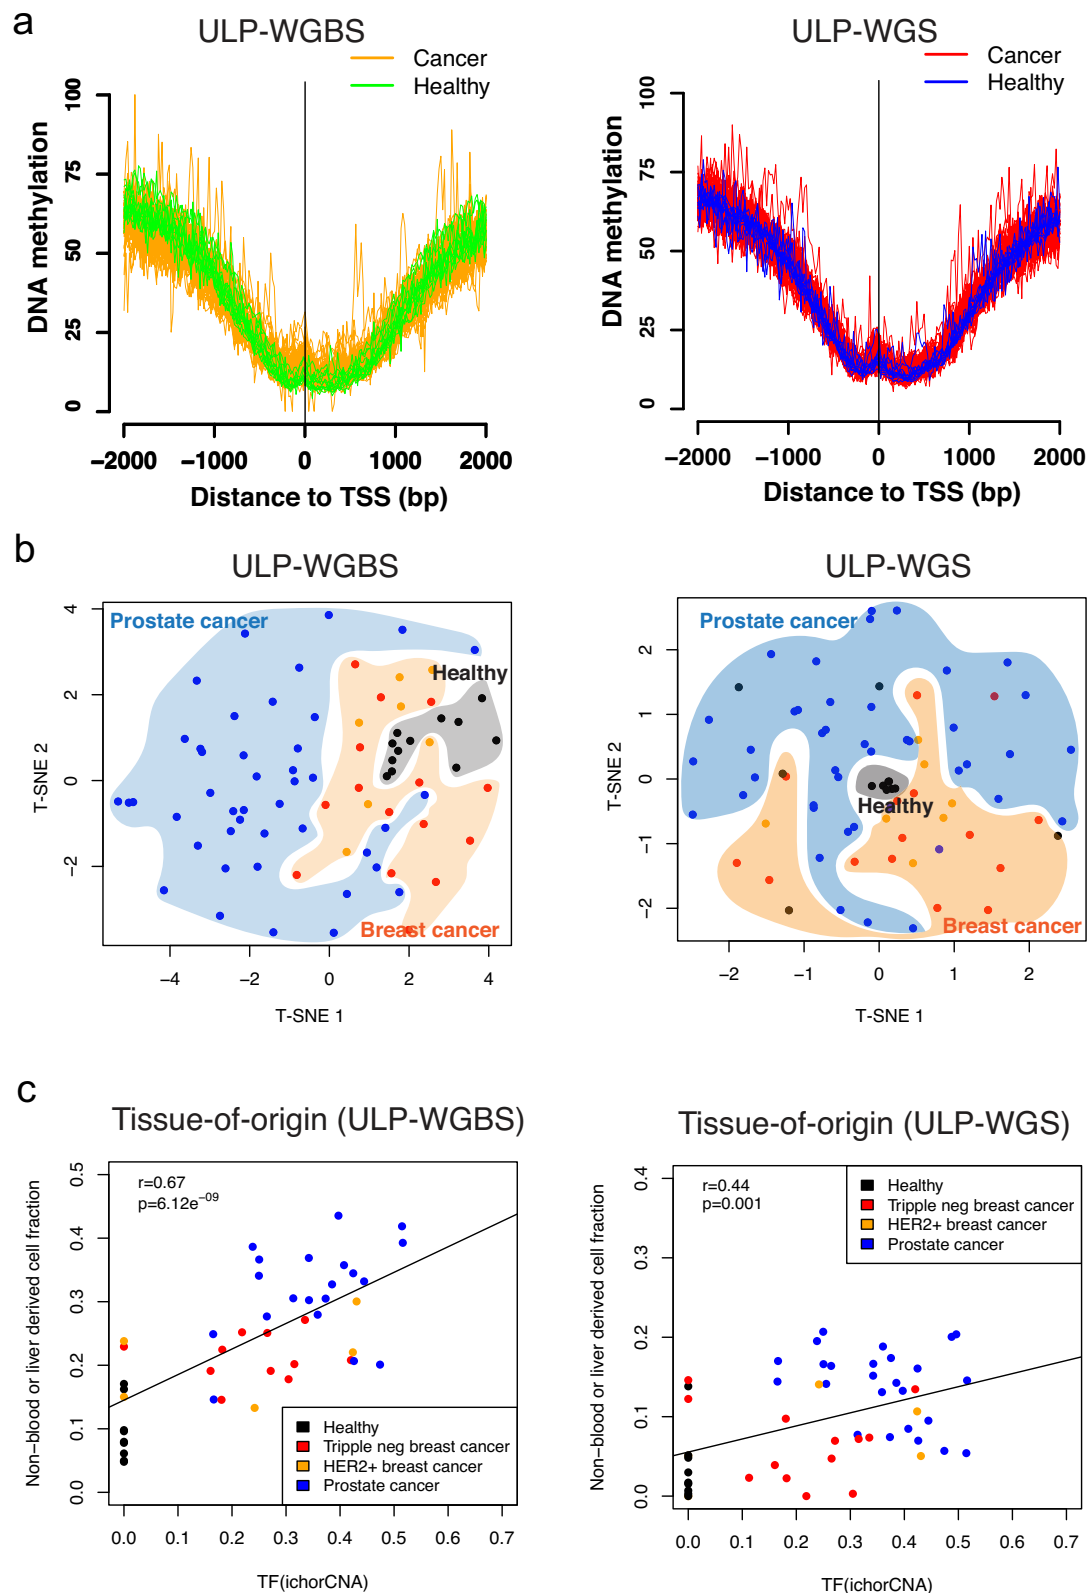 a
ULP-WGBS
Cancer
Healthy
DNA methylation
100
75
50
25
0
−2000 −1000 0 1000 2000
Distance to TSS (bp)
ULP-WGS
Cancer
Healthy
DNA methylation
100
75
50
25
0
−2000 −1000 0 1000 2000
Distance to TSS (bp)
b
ULP-WGBS
Prostate cancer
Healthy
Breast cancer
T-SNE 2
4
2
0
−2
−4 −2 0 2 4
T-SNE 1
ULP-WGS
Prostate cancer
Healthy
Breast cancer
T-SNE 2
2
1
0
−1
−2
−2 −1 0 1 2
T-SNE 1
c
Tissue-of-origin (ULP-WGBS)
r=0.67
p=6.12e−09
Non−blood or liver derived cell fraction
0.5
0.4
0.3
0.2
0.1
0.0
Healthy
Tripple neg breast cancer
HER2+ breast cancer
Prostate cancer
0.0 0.1 0.2 0.3 0.4 0.5 0.6 0.7
TF(ichorCNA)
Tissue-of-origin (ULP-WGS)
r=0.44
p=0.001
Healthy
Tripple neg breast cancer
HER2+ breast cancer
Prostate cancer
Non−blood or liver derived cell fraction
0.4
0.3
0.2
0.1
0.0
0.0 0.1 0.2 0.3 0.4 0.5 0.6 0.7
TF(ichorCNA)